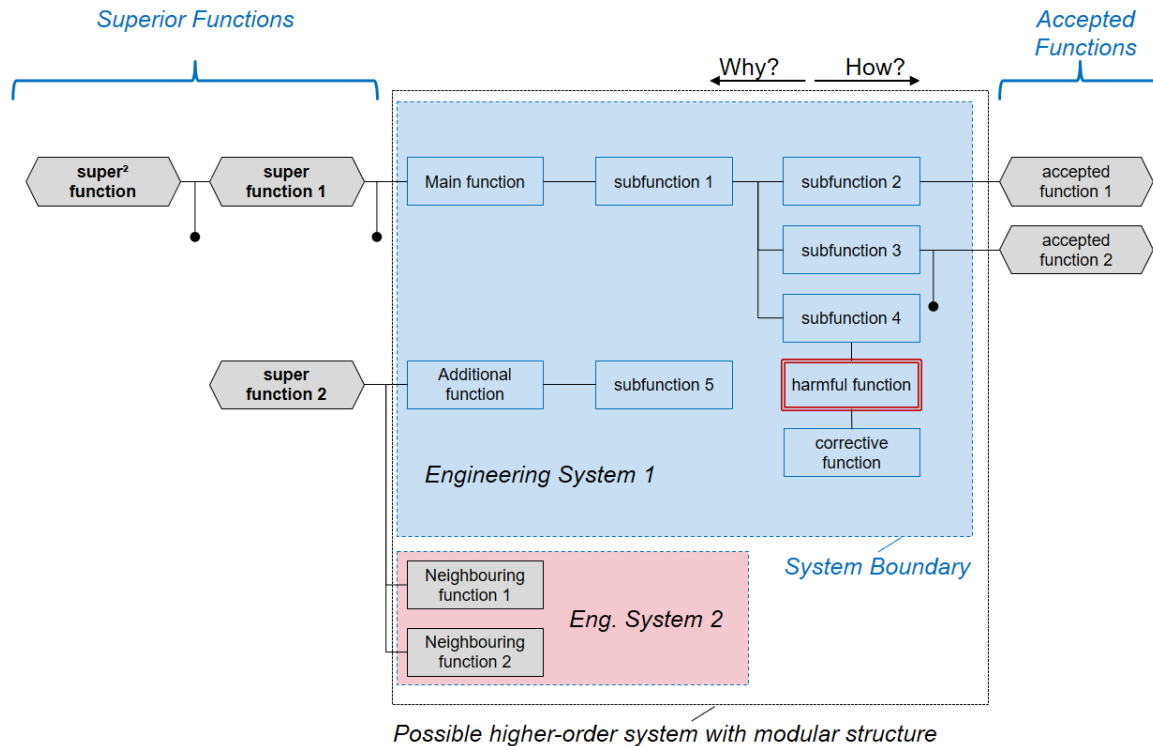 Superior Functions
Accepted
Functions
Why?
How?
super²
function
super
function 1
Main function
subfunction 1
subfunction 2
accepted
function 1
subfunction 3
accepted
function 2
subfunction 4
super
function 2
Additional
function
subfunction 5
harmful function
corrective
function
Engineering System 1
System Boundary
Neighbouring
function 1
Eng. System 2
Neighbouring
function 2
Possible higher-order system with modular structure